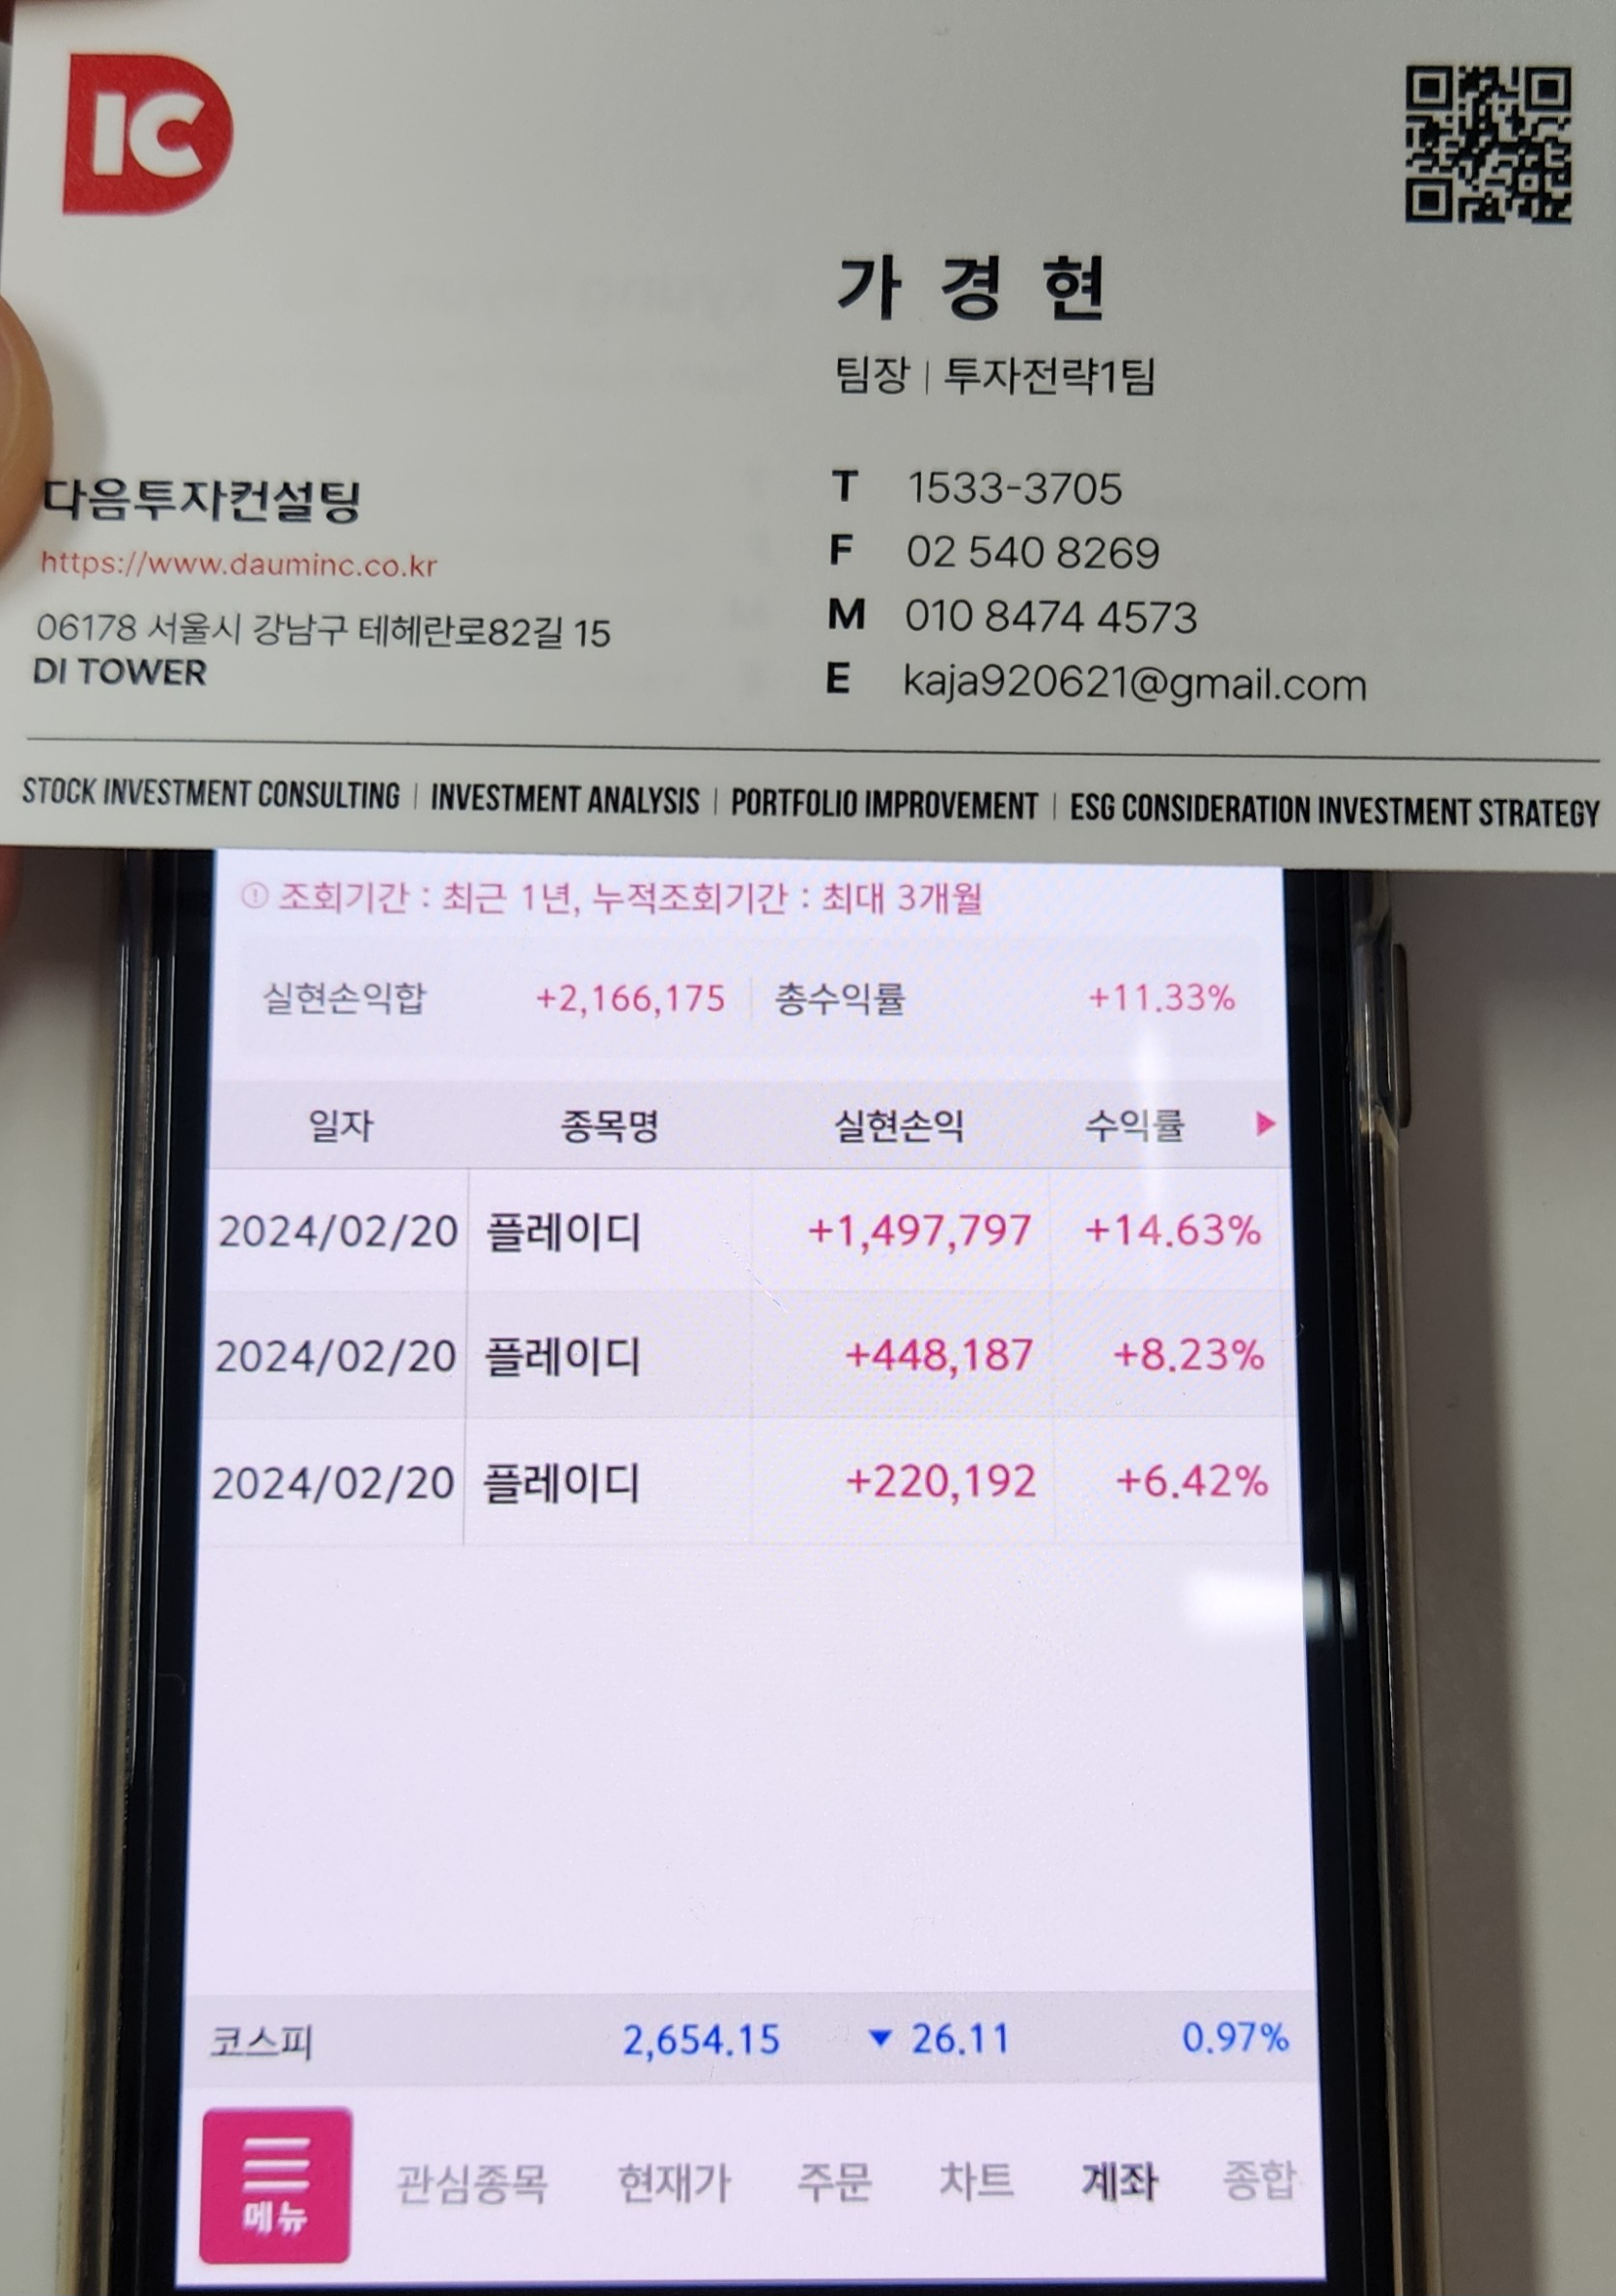 IC
가 경 현
팀장 | 투자전략1팀
다음투자컨설팅
https://www.dauminc.co.kr
06178 서울시 강남구 테헤란로82길 15
DI TOWER
T 1533-3705
F 02 540 8269
M 010 8474 4573
E kaja920621@gmail.com
STOCK INVESTMENT CONSULTING | INVESTMENT ANALYSIS | PORTFOLIO IMPROVEMENT | ESG CONSIDERATION INVESTMENT STRATEGY
조회기간 : 최근 1년, 누적조회기간 : 최대 3개월
실현손익합 +2,166,175 총수익률 +11.33%
일자 종목명 실현손익 수익률 ▶
2024/02/20 플레이디 +1,497,797 +14.63%
2024/02/20 플레이디 +448,187 +8.23%
2024/02/20 플레이디 +220,192 +6.42%
코스피 2,654.15 ▼ 26.11 0.97%
메뉴 관심종목 현재가 주문 차트 계좌 종합